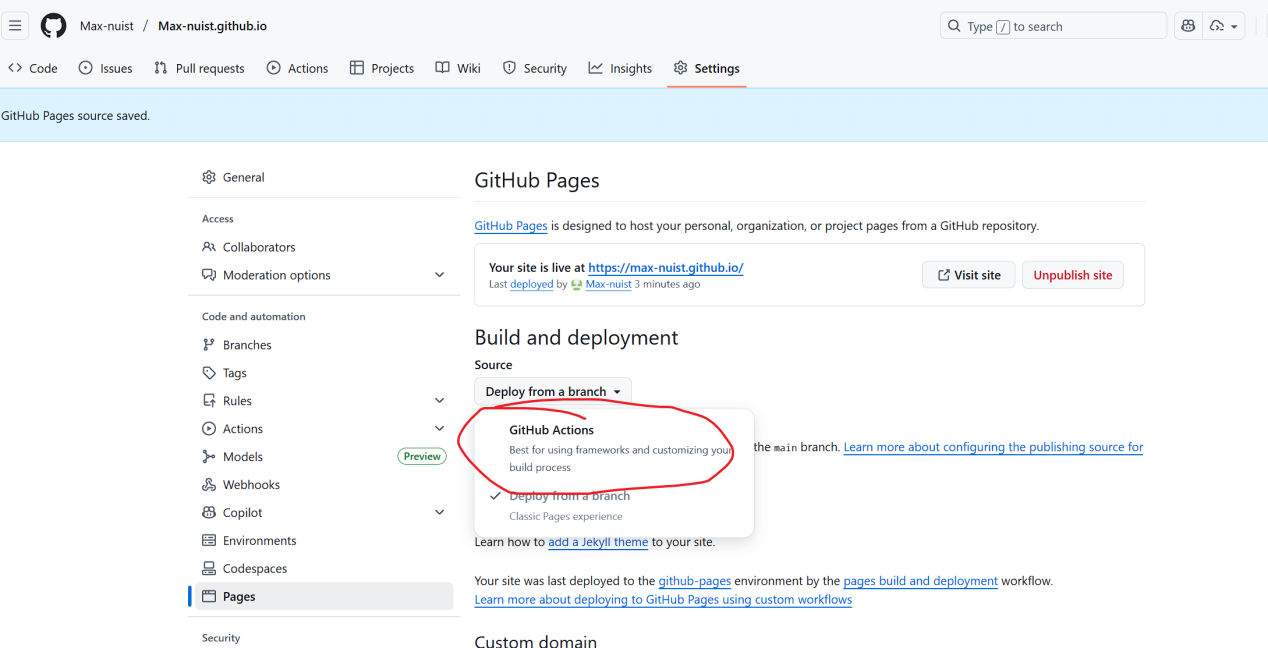 Max-nuist / Max-nuist.github.io
Type / to search
Code Issues Pull requests Actions Projects Wiki Security Insights Settings
GitHub Pages source saved.
General
Access
Collaborators
Moderation options
Code and automation
Branches
Tags
Rules
Actions
Models Preview
Webhooks
Copilot
Environments
Codespaces
Pages
Security
GitHub Pages
GitHub Pages is designed to host your personal, organization, or project pages from a GitHub repository.
Your site is live at https://max-nuist.github.io/
Last deployed by Max-nuist 3 minutes ago
Visit site
Unpublish site
Build and deployment
Source
Deploy from a branch
GitHub Actions
Best for using frameworks and customizing your
build process
Deploy from a branch
Classic Pages experience
the main branch. Learn more about configuring the publishing source for
Learn how to add a Jekyll theme to your site.
Your site was last deployed to the github-pages environment by the pages build and deployment workflow.
Learn more about deploying to GitHub Pages using custom workflows
Custom domain